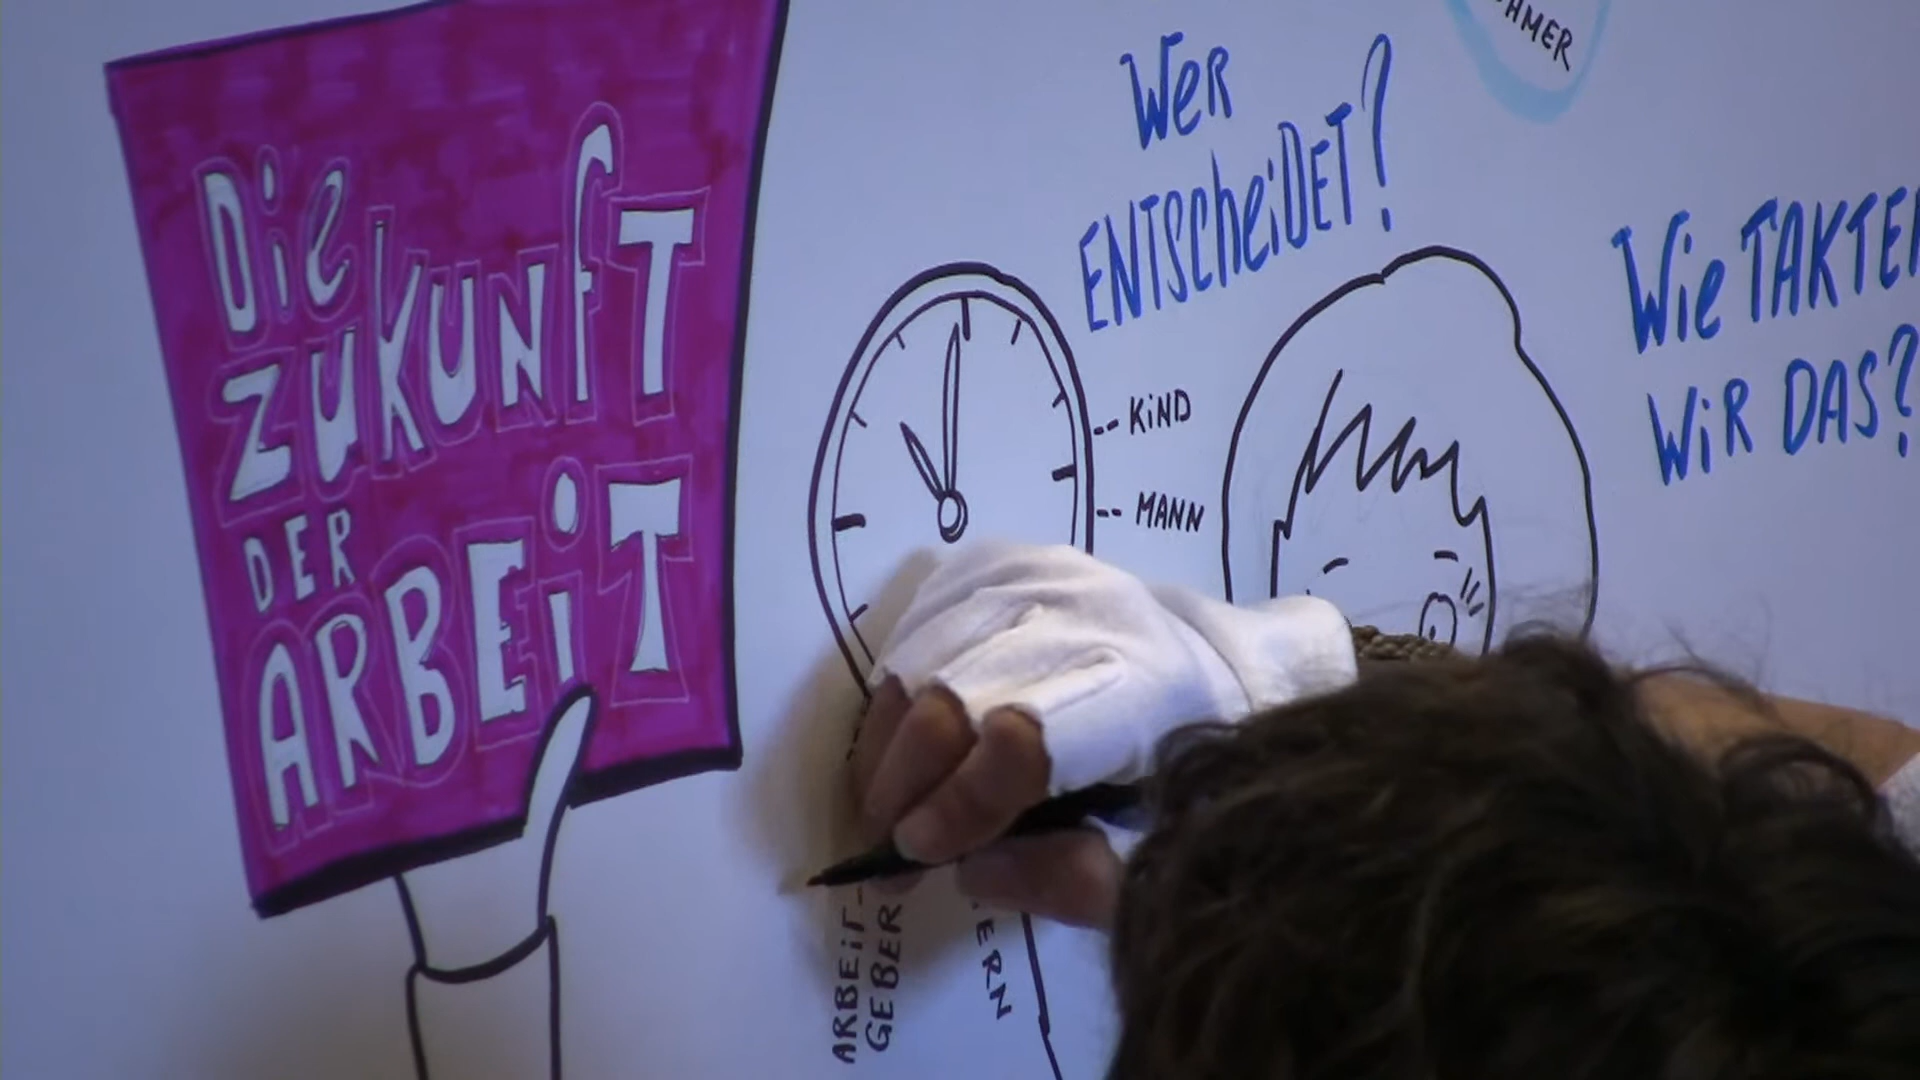 Die
ZUKUNFT
DER
ARBEIT
WER
ENTSCHEIDET?
WIE TAKTEN
WIR DAS?
-- KIND
-- MANN
ARBEIT-
GEBER